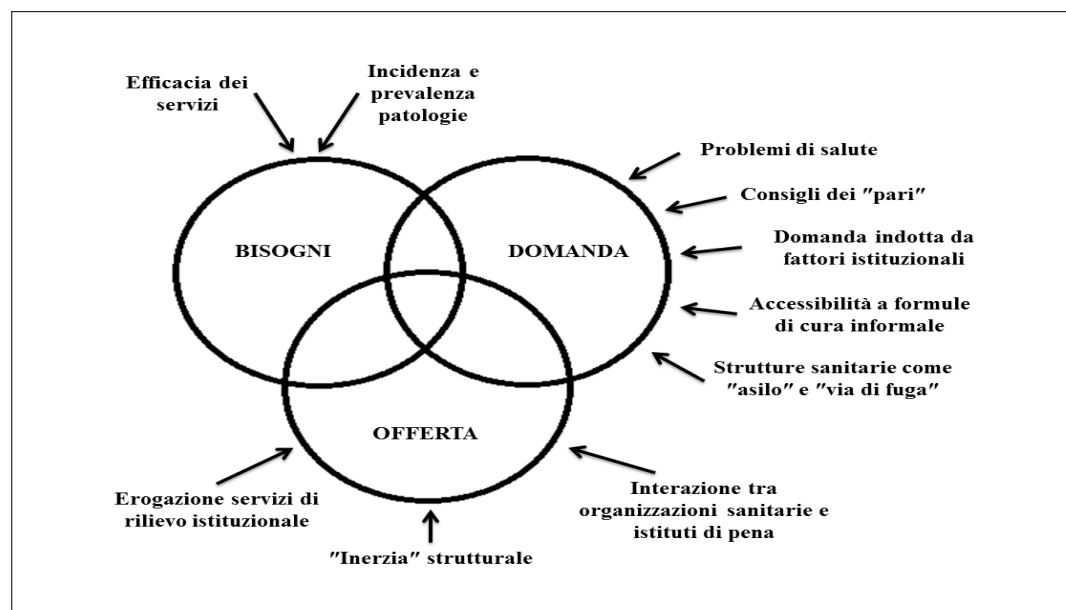 Efficacia dei
servizi
Incidenza e
prevalenza
patologie
Problemi di salute
Consigli dei "pari"
BISOGNI
DOMANDA
Domanda indotta da
fattori istituzionali
Accessibilità a formule
di cura informale
Strutture sanitarie come
"asilo" e "via di fuga"
OFFERTA
Erogazione servizi di
rilievo istituzionale
Interazione tra
organizzazioni sanitarie e
istituti di pena
"Inerzia" strutturale